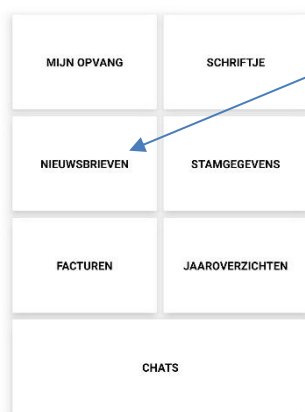 MIJN OPVANG
SCHRIFTJE
NIEUWSBRIEVEN
STAMGEGEVENS
FACTUREN
JAAROVERZICHTEN
CHATS